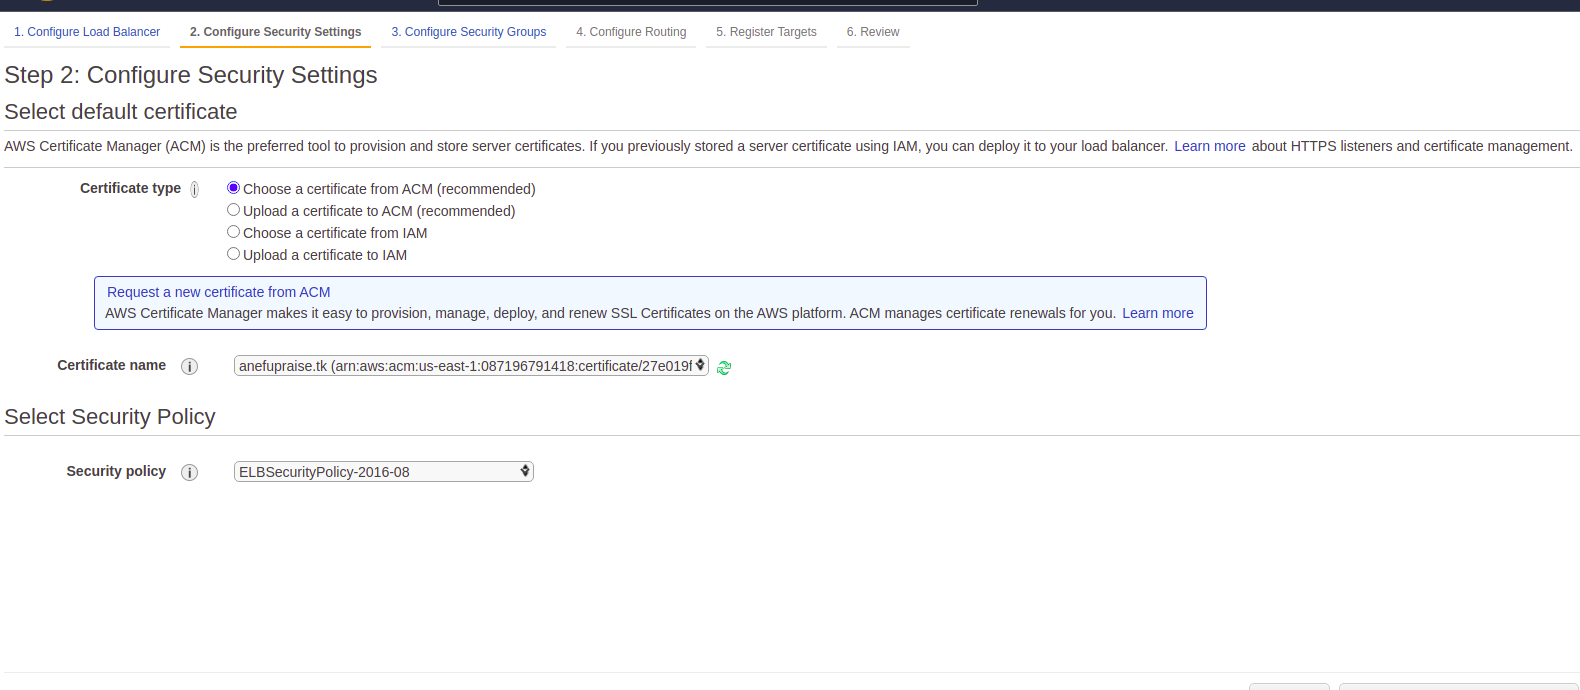 1. Configure Load Balancer 2. Configure Security Settings 3. Configure Security Groups 4. Configure Routing 5. Register Targets 6. Review
Step 2: Configure Security Settings
Select default certificate
AWS Certificate Manager (ACM) is the preferred tool to provision and store server certificates. If you previously stored a server certificate using IAM, you can deploy it to your load balancer. Learn more about HTTPS listeners and certificate management.
Certificate type i Choose a certificate from ACM (recommended)
Upload a certificate to ACM (recommended)
Choose a certificate from IAM
Upload a certificate to IAM
Request a new certificate from ACM
AWS Certificate Manager makes it easy to provision, manage, deploy, and renew SSL Certificates on the AWS platform. ACM manages certificate renewals for you. Learn more
Certificate name i anefupraise.tk (arn:aws:acm:us-east-1:087196791418:certificate/27e019f
Select Security Policy
Security policy i ELBSecurityPolicy-2016-08